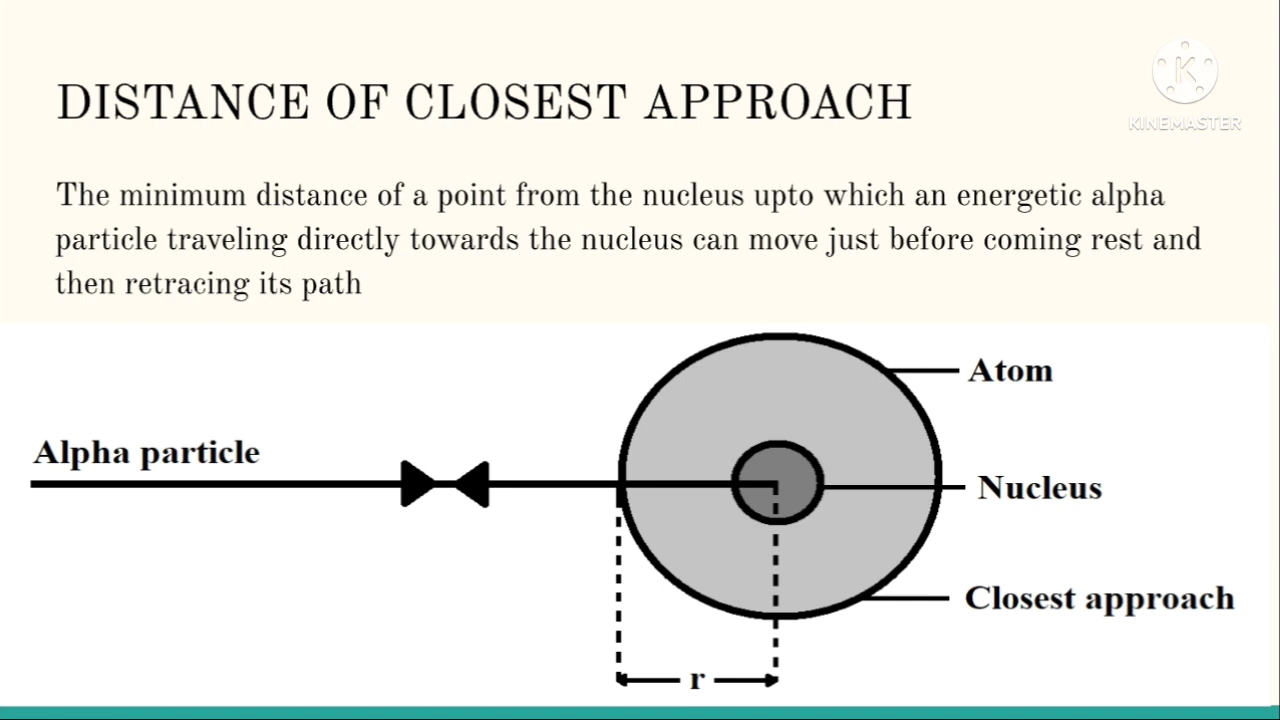 DISTANCE OF CLOSEST APPROACH
K
KINEMASTER
The minimum distance of a point from the nucleus upto which an energetic alpha
particle traveling directly towards the nucleus can move just before coming rest and
then retracing its path
Atom
Alpha particle
Nucleus
Closest approach
r